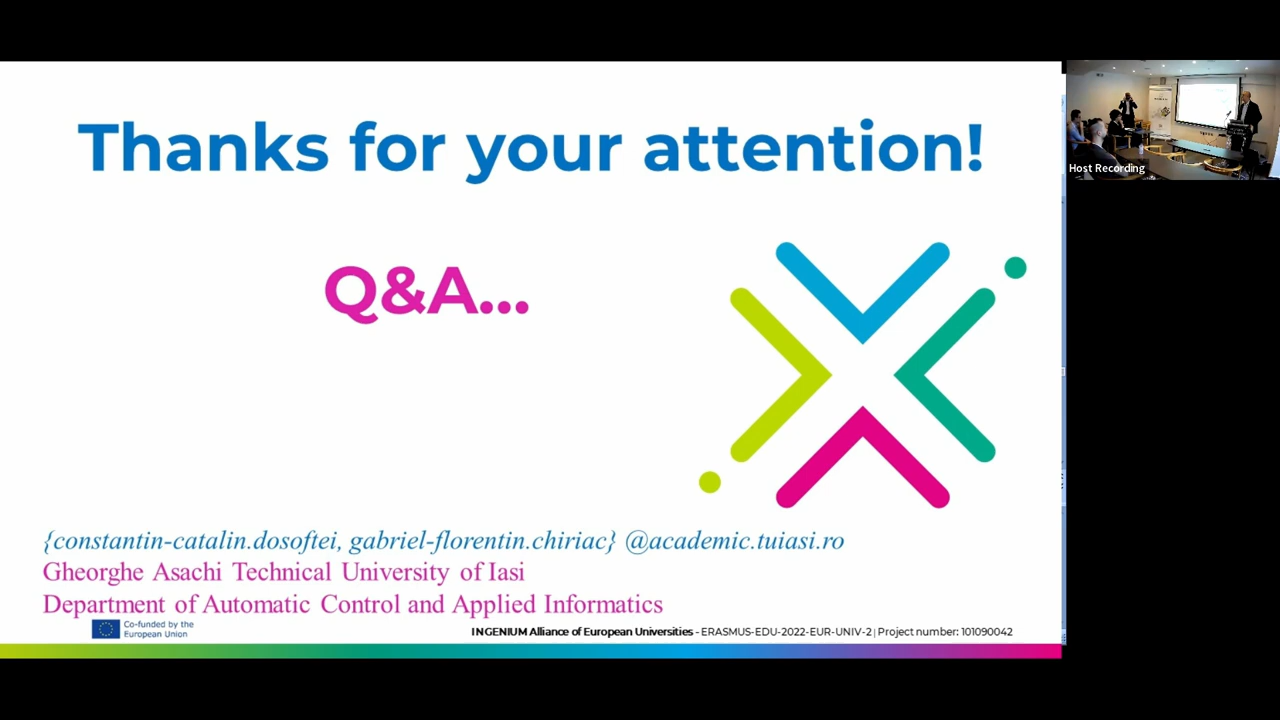 Thanks for your attention!
Q&A...
{constantin-catalin.dosoftei, gabriel-florentin.chiriac} @academic.tuiasi.ro
Gheorghe Asachi Technical University of Iasi
Department of Automatic Control and Applied Informatics
Co-funded by the
European Union
INGENIUM Alliance of European Universities - ERASMUS-EDU-2022-EUR-UNIV-2 | Project number: 101090042
Host Recording